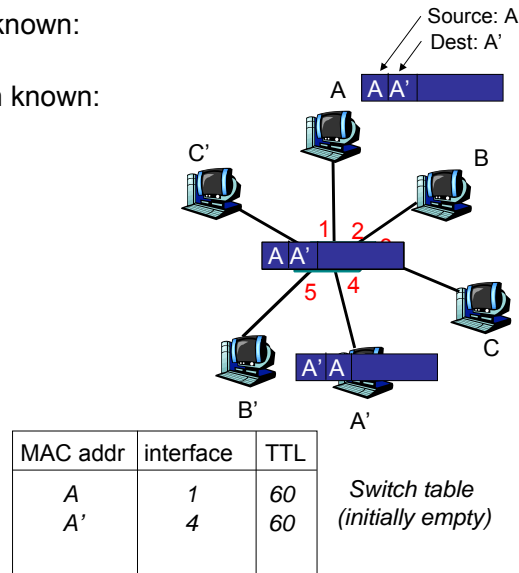 known:
Source: A
Dest: A’
known:
A A’
A
C’
B
1 2
A A’
5 4
C
A’ A
B’
A’
MAC addr interface TTL
A 1 60
A’ 4 60
Switch table
(initially empty)